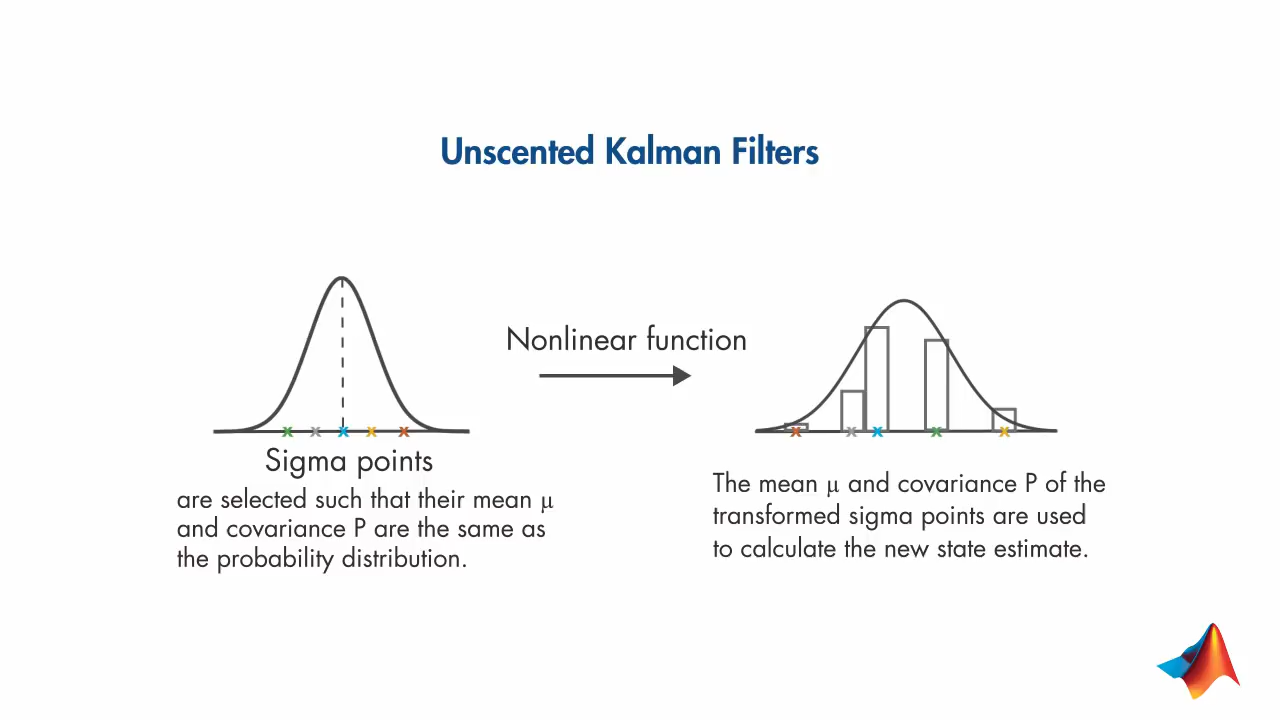 Unscented Kalman Filters
Nonlinear function
Sigma points
are selected such that their mean μ
and covariance P are the same as
the probability distribution.
The mean μ and covariance P of the
transformed sigma points are used
to calculate the new state estimate.